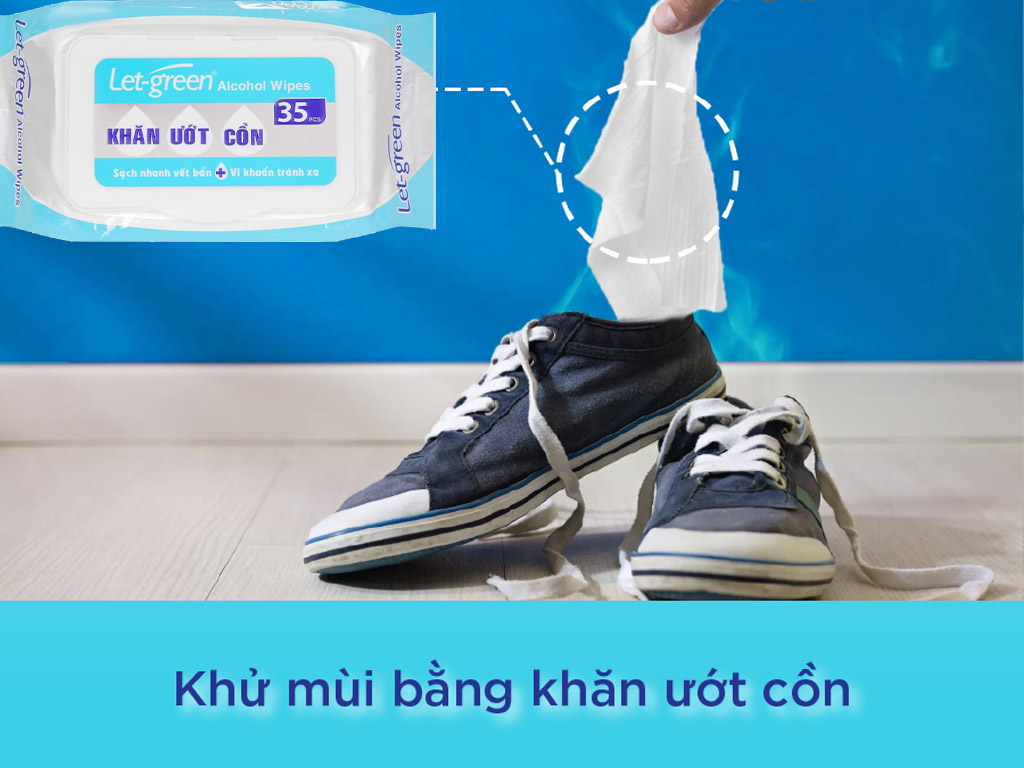 Let-green® Alcohol Wipes
35 PCS
KHĂN ƯỚT CỒN
Sạch nhanh vết bẩn + Vi khuẩn tránh xa
Let-green Alcohol Wipes
Let-green Alcohol Wipes
Khử mùi bằng khăn ướt cồn